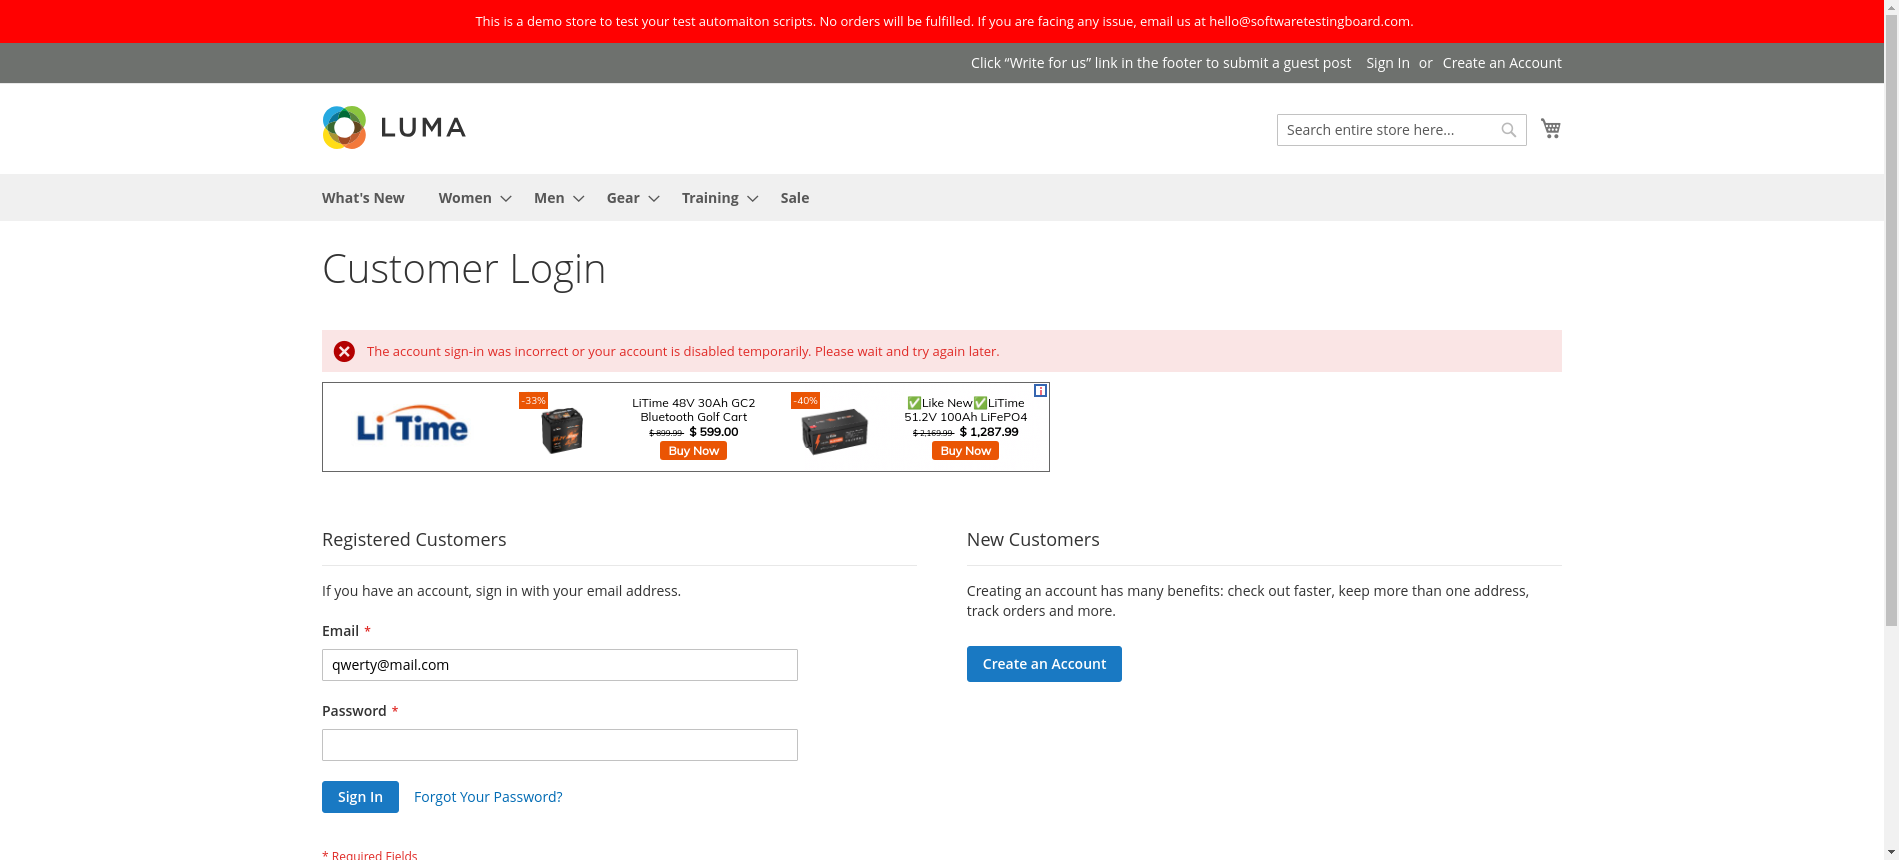 This is a demo store to test your test automaiton scripts. No orders will be fulfilled. If you are facing any issue, email us at hello@softwaretestingboard.com.
Click “Write for us” link in the footer to submit a guest post Sign In or Create an Account
LUMA
Search entire store here...
What's New Women Men Gear Training Sale
Customer Login
The account sign-in was incorrect or your account is disabled temporarily. Please wait and try again later.
Li Time
-33%
LiTime 48V 30Ah GC2
Bluetooth Golf Cart
$ 899.99 $ 599.00
Buy Now
-40%
✅Like New✅LiTime
51.2V 100Ah LiFePO4
$ 2,169.99 $ 1,287.99
Buy Now
Registered Customers
If you have an account, sign in with your email address.
Email *
qwerty@mail.com
Password *
Sign In Forgot Your Password?
* Required Fields
New Customers
Creating an account has many benefits: check out faster, keep more than one address,
track orders and more.
Create an Account